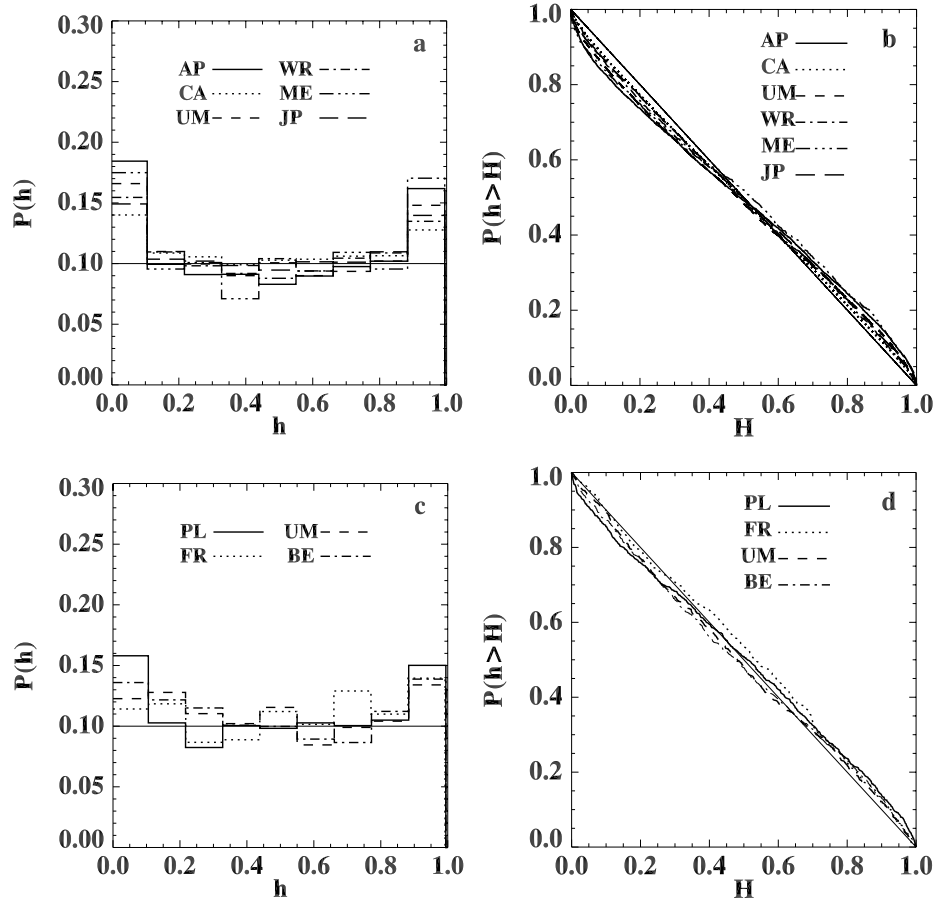 a
0.30
0.25
0.20
0.15
0.10
0.05
0.00
P(h)
AP
CA
UM
WR
ME
JP
0.0 0.2 0.4 0.6 0.8 1.0
h
b
1.0
0.8
0.6
0.4
0.2
0.0
P(h>H)
AP
CA
UM
WR
ME
JP
0.0 0.2 0.4 0.6 0.8 1.0
H
c
0.30
0.25
0.20
0.15
0.10
0.05
0.00
P(h)
PL
FR
UM
BE
0.0 0.2 0.4 0.6 0.8 1.0
h
d
1.0
0.8
0.6
0.4
0.2
0.0
P(h>H)
PL
FR
UM
BE
0.0 0.2 0.4 0.6 0.8 1.0
H